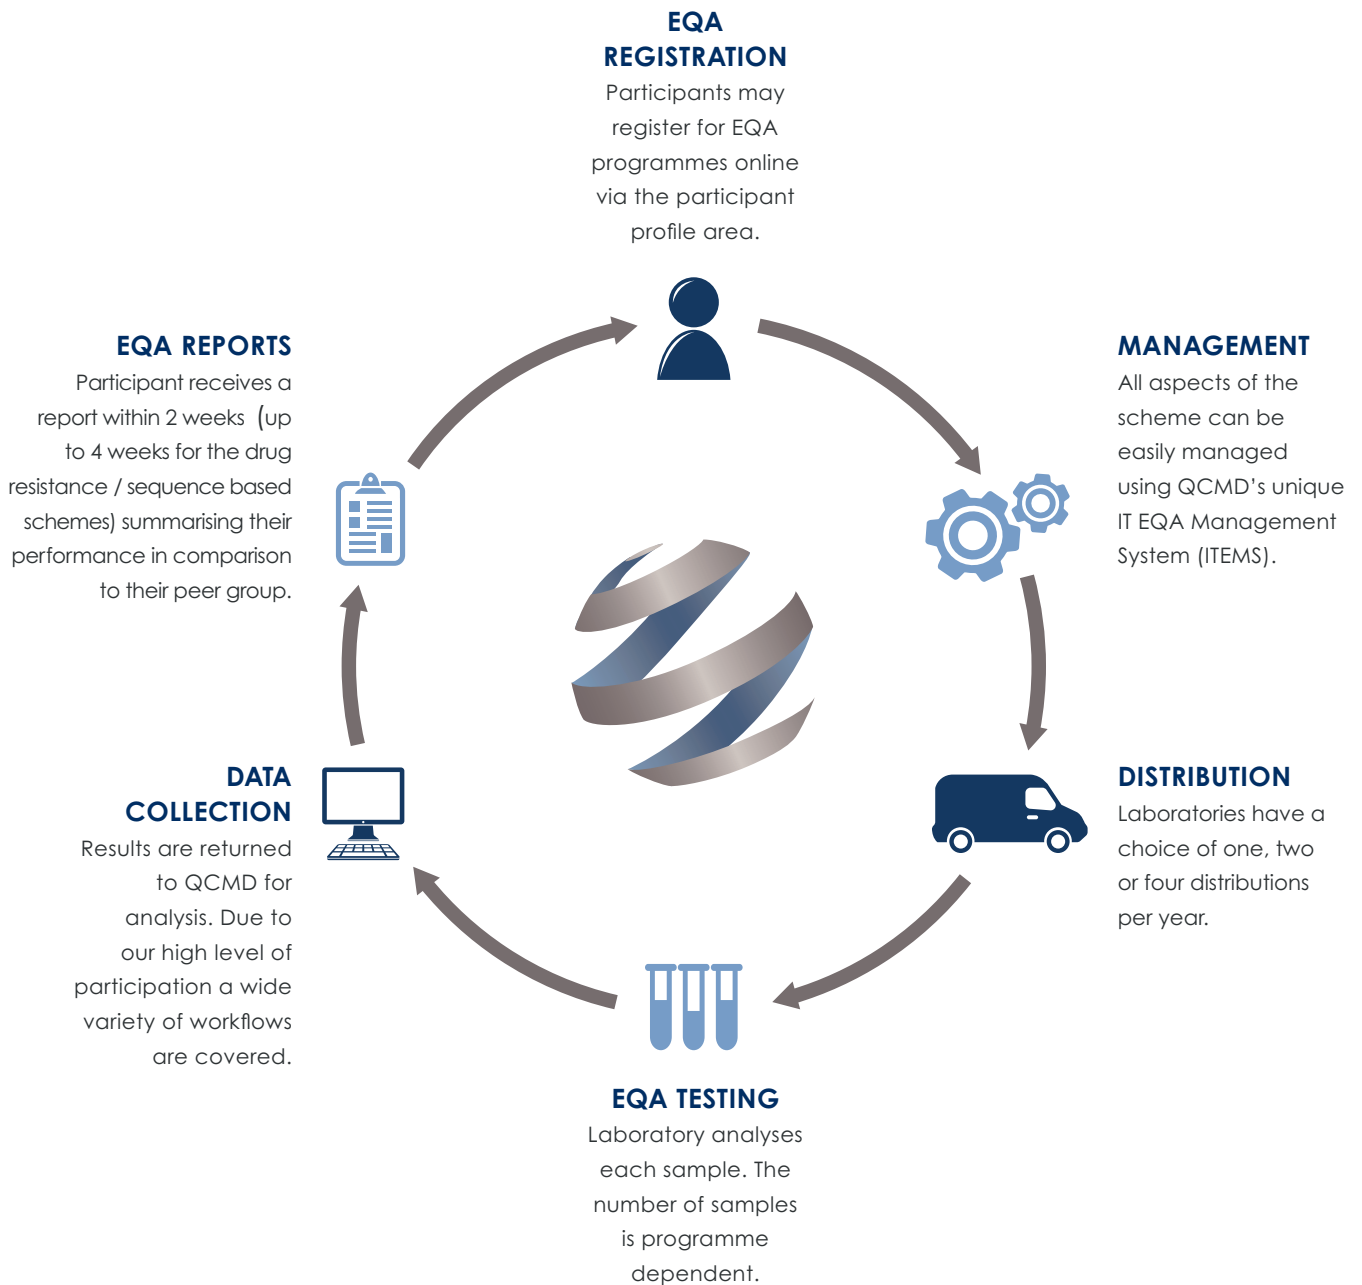 EQA
REGISTRATION
Participants may
register for EQA
programmes online
via the participant
profile area.
MANAGEMENT
All aspects of the
scheme can be
easily managed
using QCMD’s unique
IT EQA Management
System (ITEMS).
DISTRIBUTION
Laboratories have a
choice of one, two
or four distributions
per year.
EQA TESTING
Laboratory analyses
each sample. The
number of samples
is programme
dependent.
DATA
COLLECTION
Results are returned
to QCMD for
analysis. Due to
our high level of
participation a wide
variety of workflows
are covered.
EQA REPORTS
Participant receives a
report within 2 weeks (up
to 4 weeks for the drug
resistance / sequence based
schemes) summarising their
performance in comparison
to their peer group.